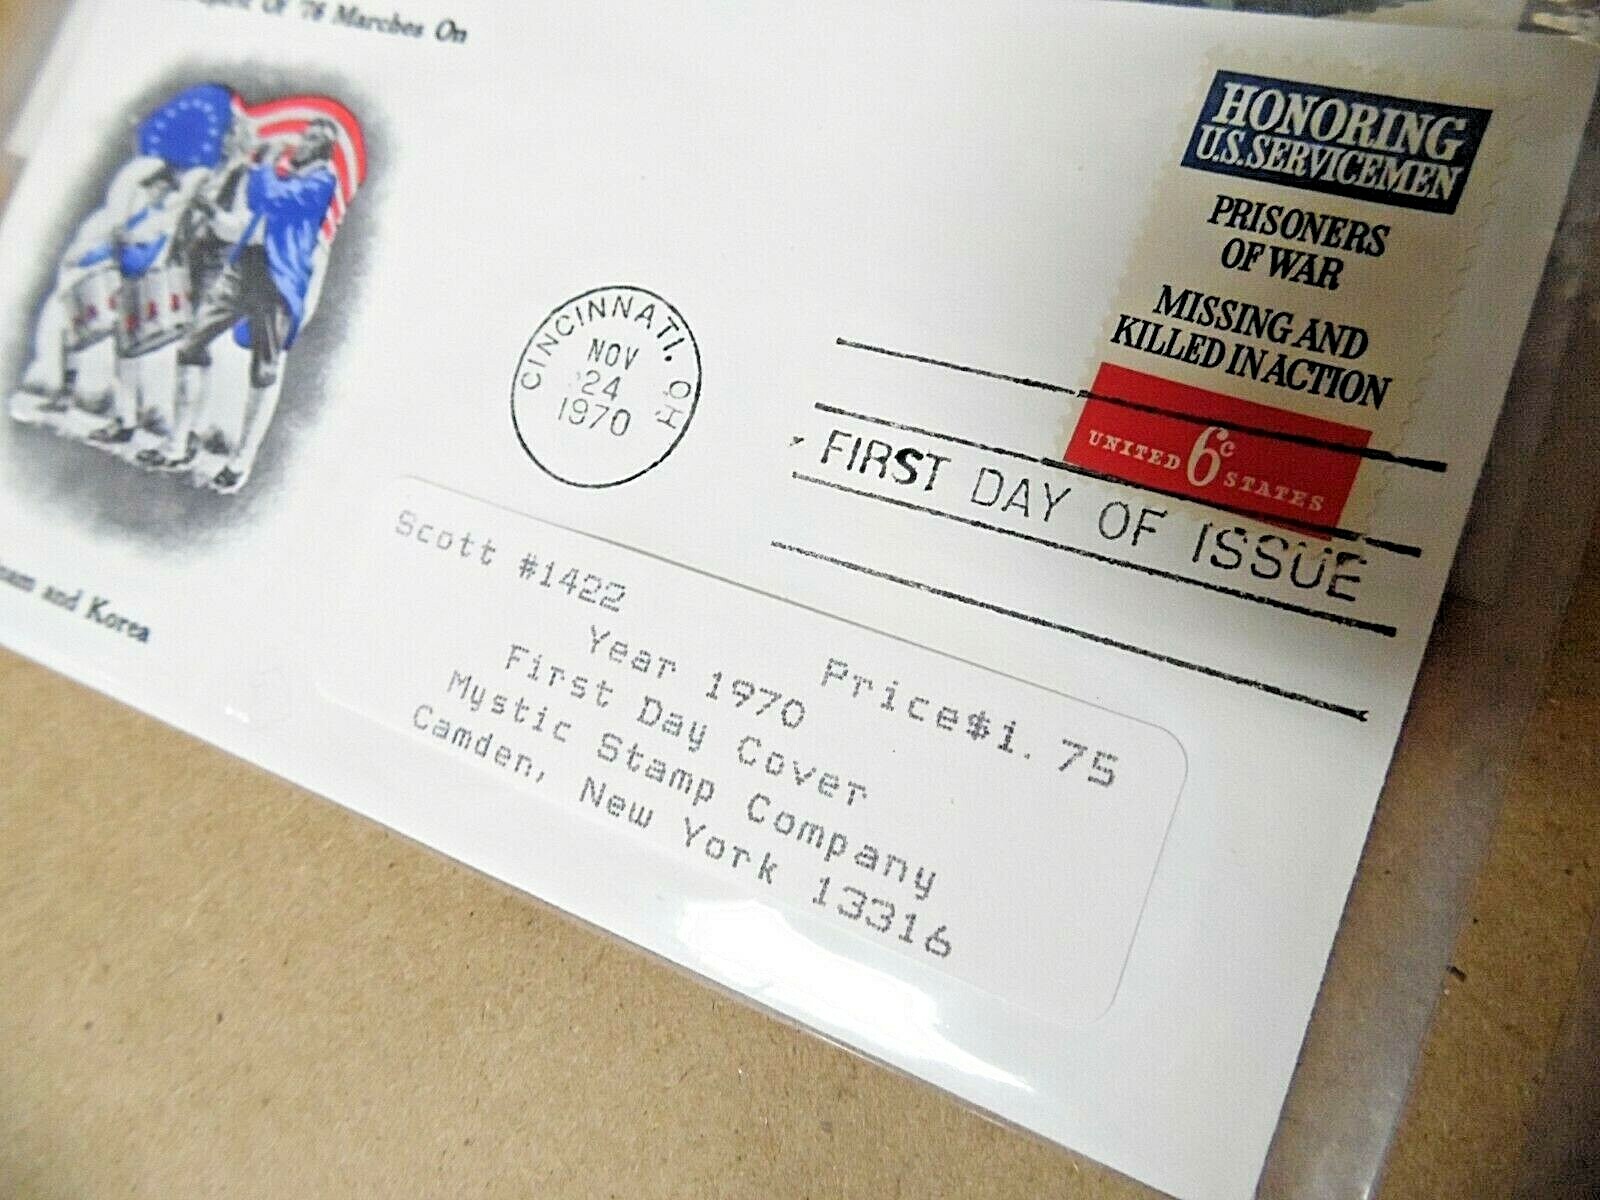 Of '76 Marches On
HONORING
U.S. SERVICEMEN
PRISONERS
OF WAR
MISSING AND
KILLED IN ACTION
UNITED 6c STATES
CINCINNATI, OH
NOV
24
1970
FIRST DAY OF ISSUE
and Korea
Scott #1422
Price$1.75
Year 1970
First Day Cover
Mystic Stamp Company
Camden, New York 13316